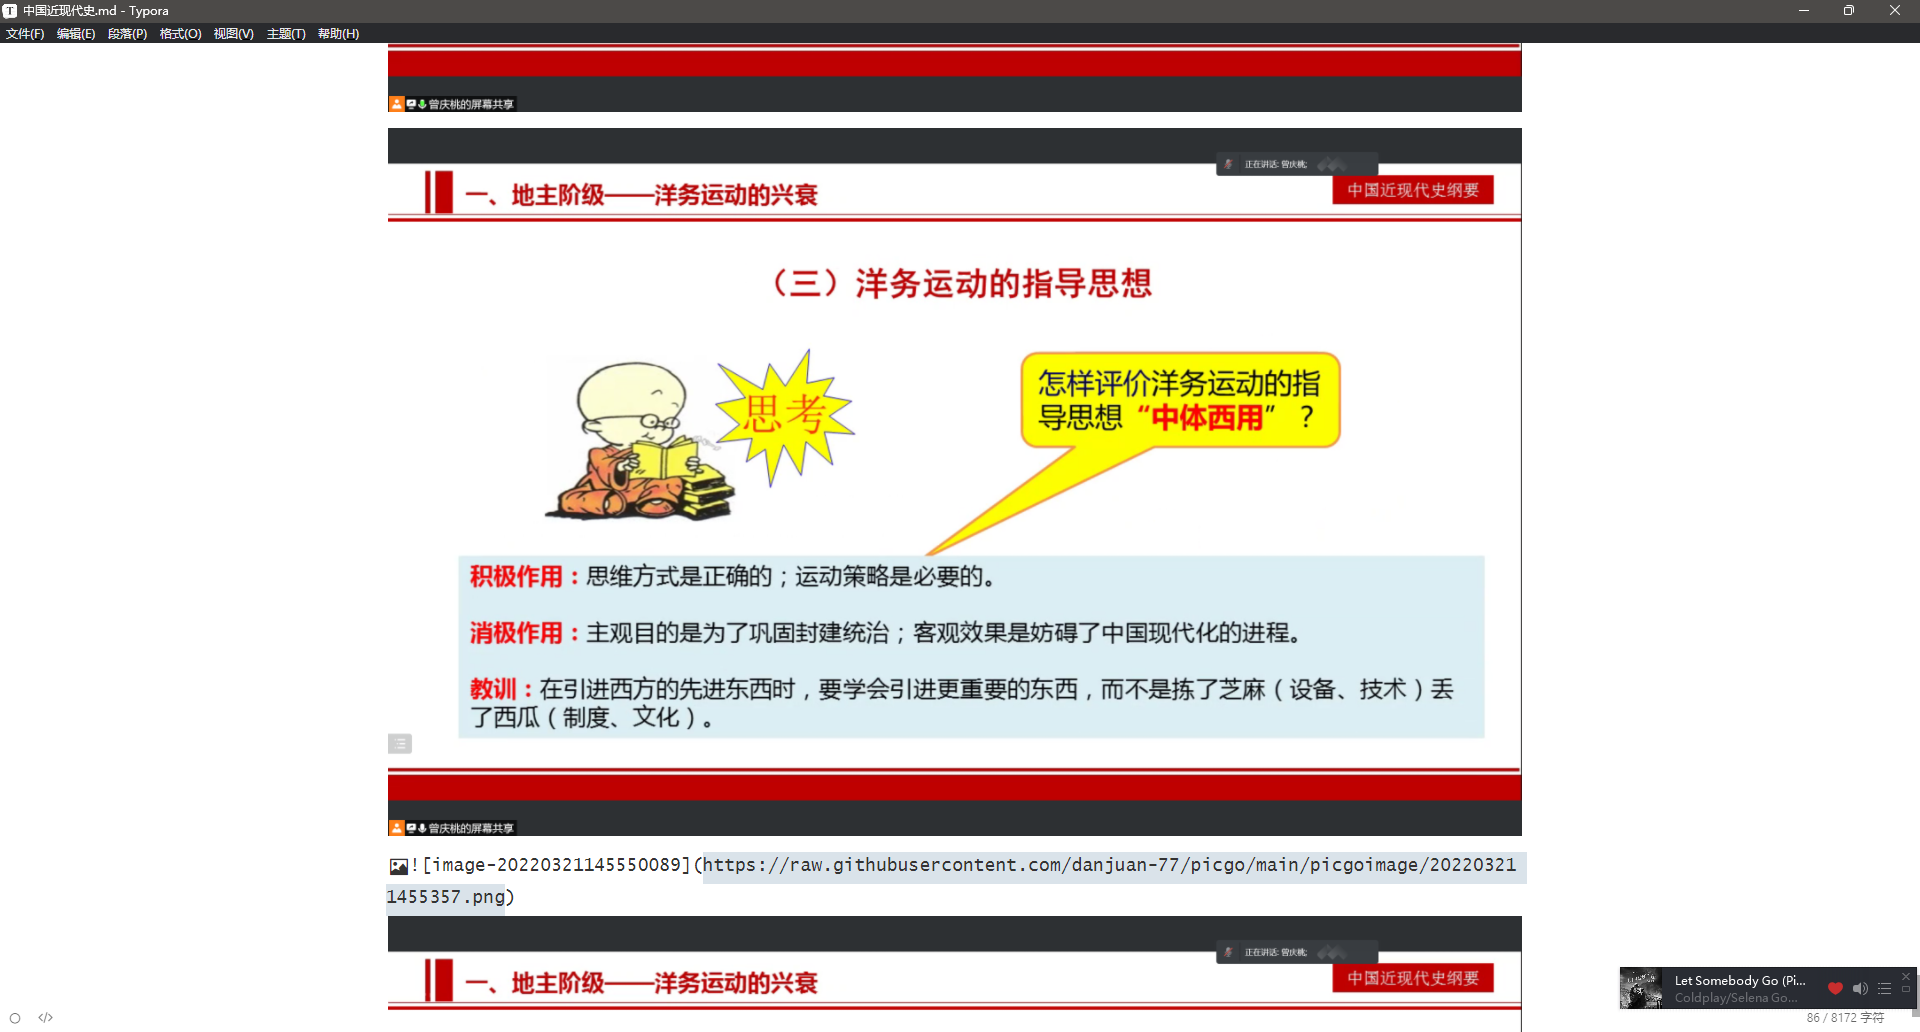 中国近现代史.md - Typora
文件(F) 编辑(E) 段落(P) 格式(O) 视图(V) 主题(T) 帮助(H)
曾庆桃的屏幕共享
正在讲话: 曾庆桃;
一、地主阶级——洋务运动的兴衰
中国近现代史纲要
（三）洋务运动的指导思想
思考
怎样评价洋务运动的指
导思想“中体西用”？
积极作用：思维方式是正确的；运动策略是必要的。
消极作用：主观目的是为了巩固封建统治；客观效果是妨碍了中国现代化的进程。
教训：在引进西方的先进东西时，要学会引进更重要的东西，而不是拣了芝麻（设备、技术）丢
了西瓜（制度、文化）。
曾庆桃的屏幕共享
![image-20220321145550089](https://raw.githubusercontent.com/danjuan-77/picgo/main/picgoimage/20220321
1455357.png)
正在讲话: 曾庆桃;
一、地主阶级——洋务运动的兴衰
中国近现代史纲要
Let Somebody Go (Pi...
Coldplay/Selena Go...
86 / 8172 字符